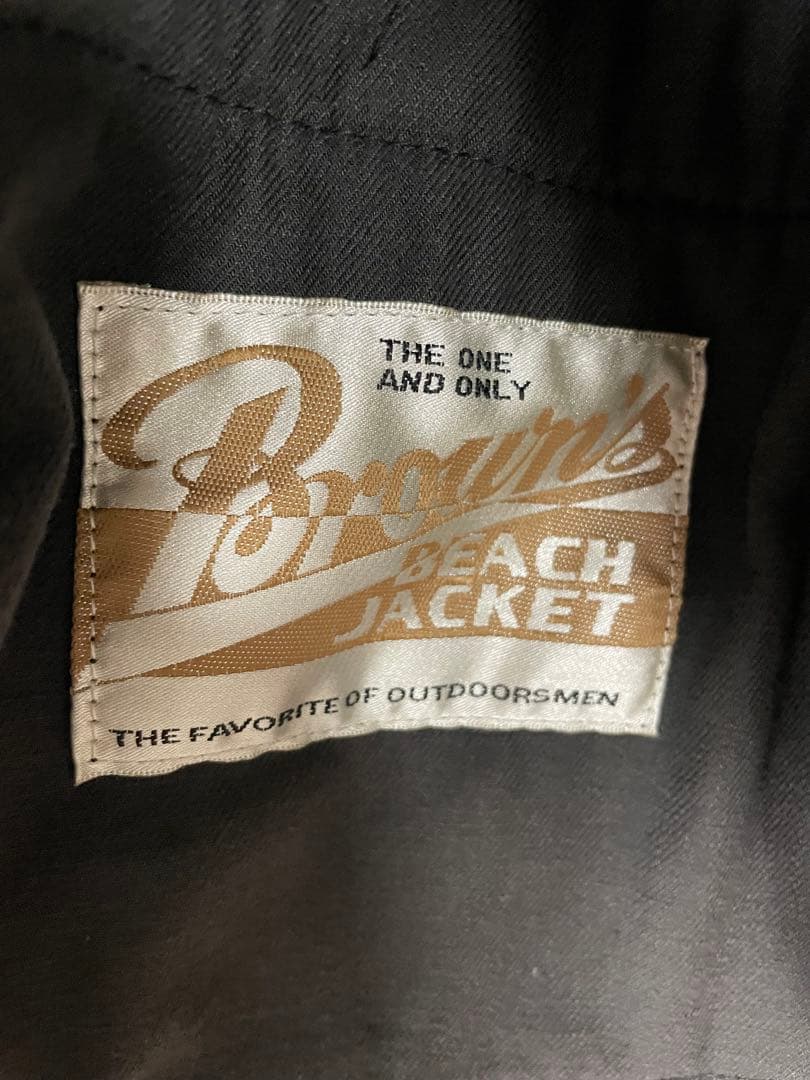 THE ONE
AND ONLY
Brown's
BEACH
JACKET
THE FAVORITE OF OUTDOORSMEN